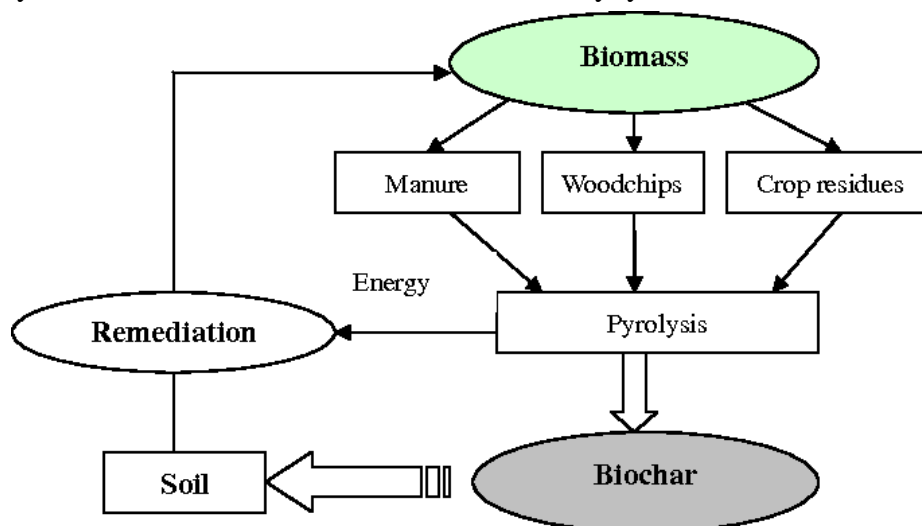 Biomass
Manure
Woodchips
Crop residues
Energy
Remediation
Pyrolysis
Soil
Biochar